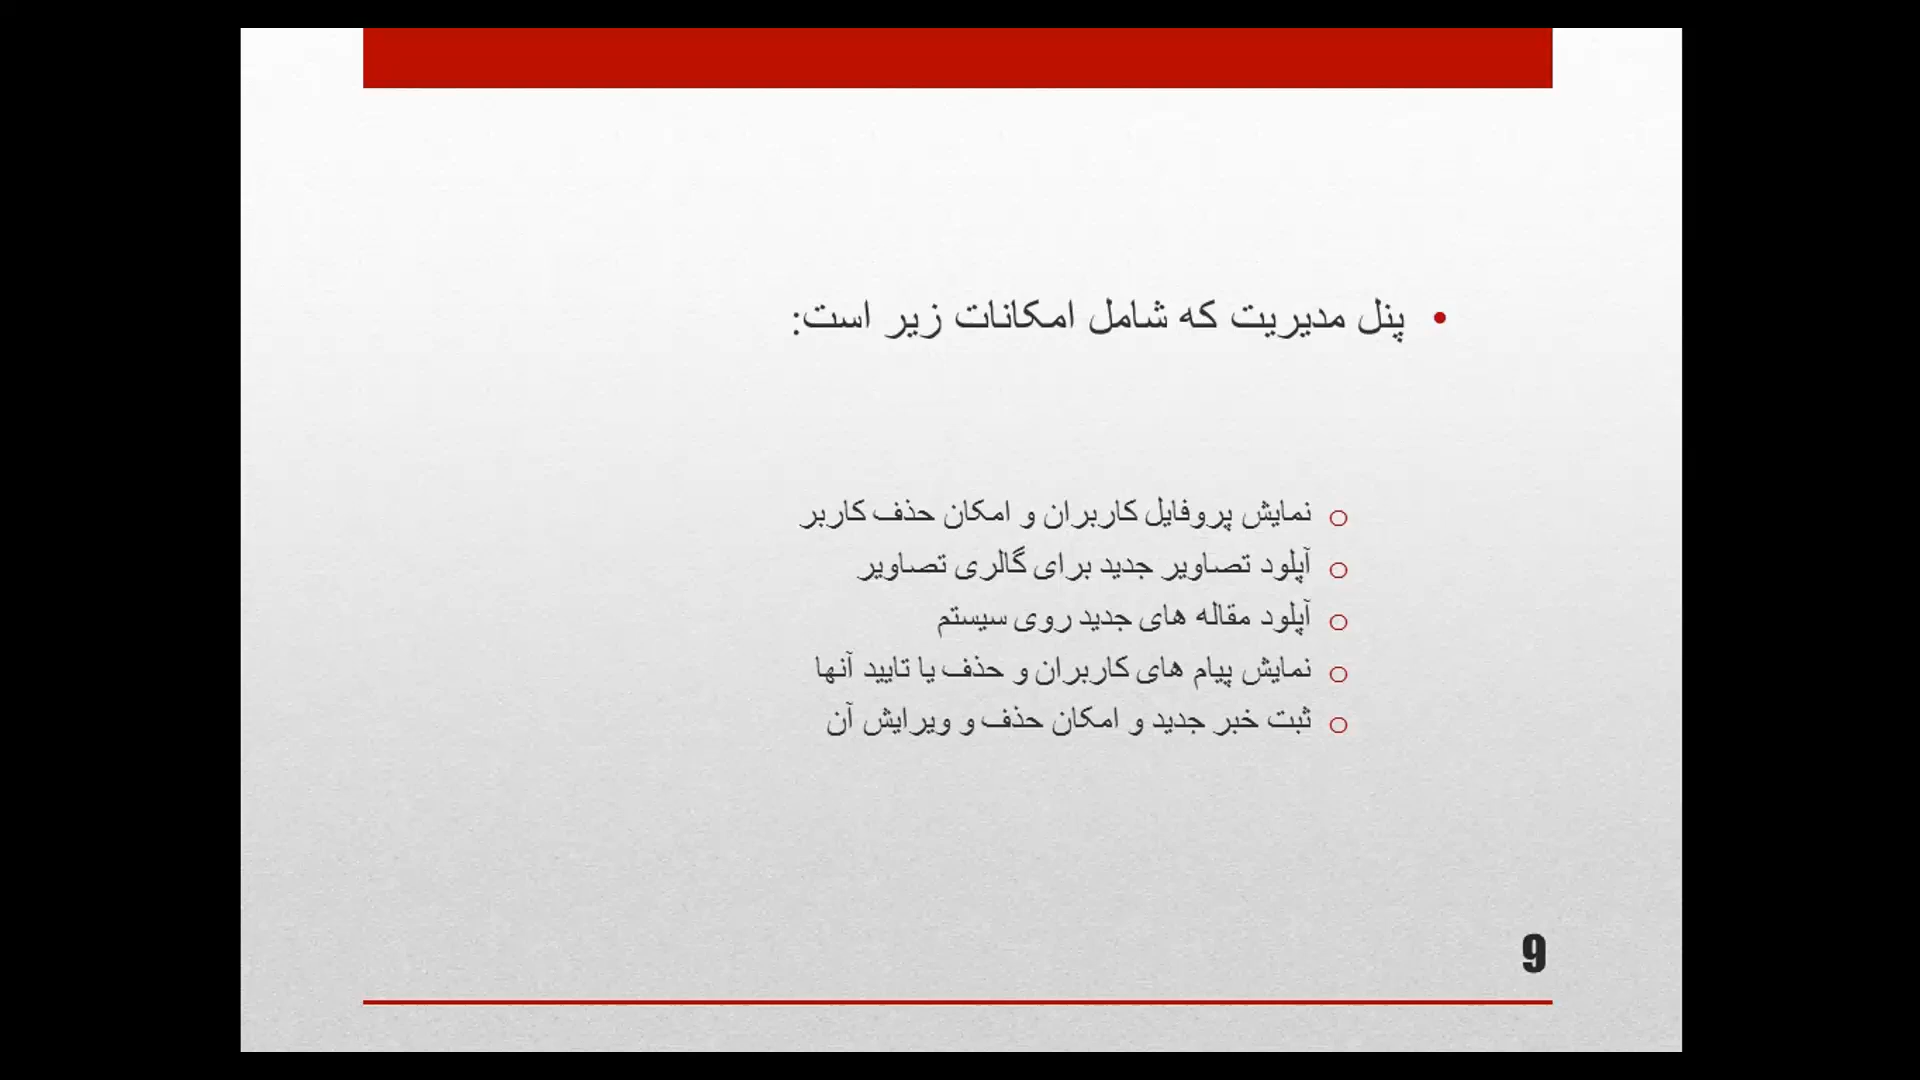 • پنل مدیریت که شامل امکانات زیر است:
o نمایش پروفایل کاربران و امکان حذف کاربر
o آپلود تصاویر جدید برای گالری تصاویر
o آپلود مقاله های جدید روی سیستم
o نمایش پیام های کاربران و حذف یا تایید آنها
o ثبت خبر جدید و امکان حذف و ویرایش آن
9